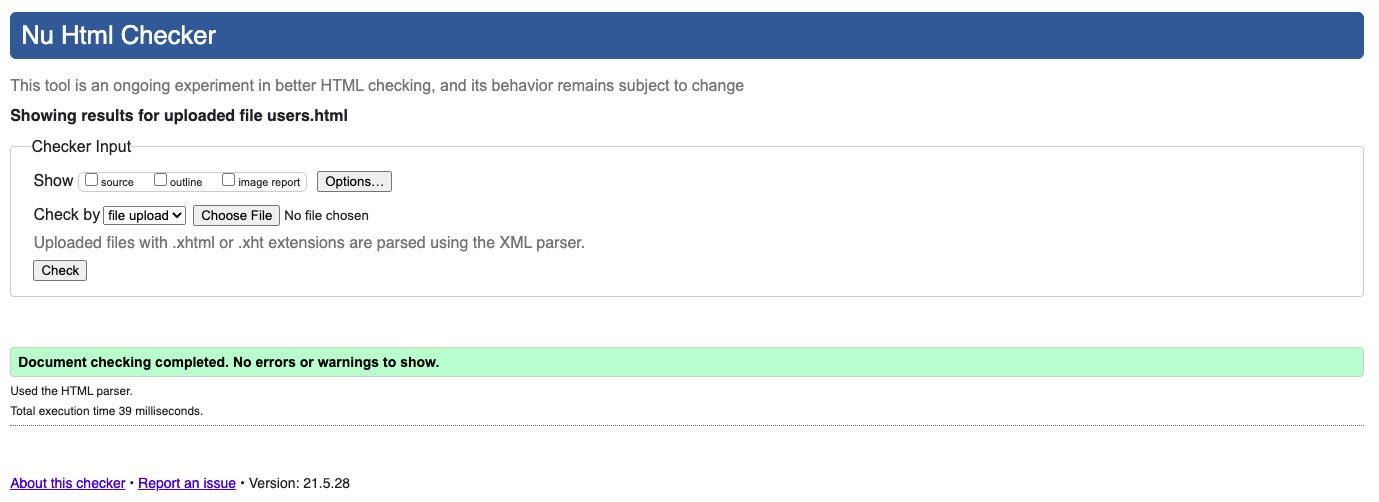 Nu Html Checker
This tool is an ongoing experiment in better HTML checking, and its behavior remains subject to change
Showing results for uploaded file users.html
Checker Input
Show source outline image report Options…
Check by file upload Choose File No file chosen
Uploaded files with .xhtml or .xht extensions are parsed using the XML parser.
Check
Document checking completed. No errors or warnings to show.
Used the HTML parser.
Total execution time 39 milliseconds.
About this checker • Report an issue • Version: 21.5.28